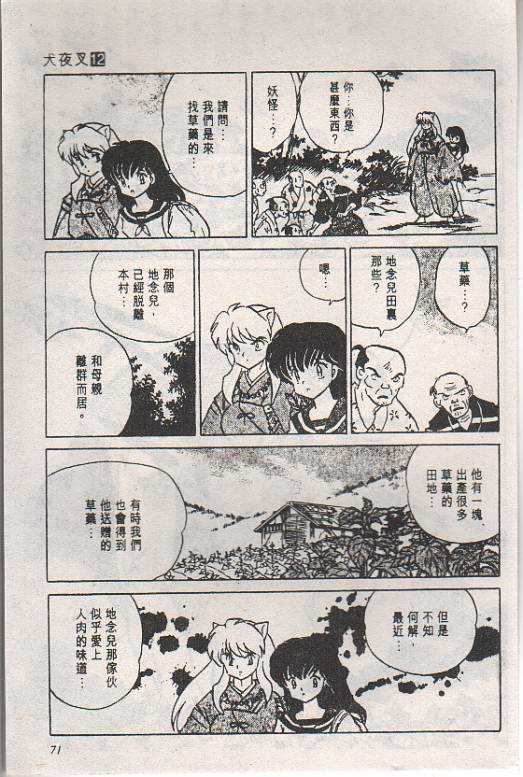 犬夜叉12
你…你是
甚麼東西?
妖怪…?
請問…
我們是來
找草藥的…
草藥…?
地念兒田裏
那些?
嗯…
那個
地念兒
已經脫離
本村…
和母親
離群而居。
他有一塊
出產很多
草藥的
田地…
有時我們
也會得到
他送贈的
草藥…
但是
不知
何解,
最近…
地念兒那傢伙
似乎愛上
人肉的味道…
71